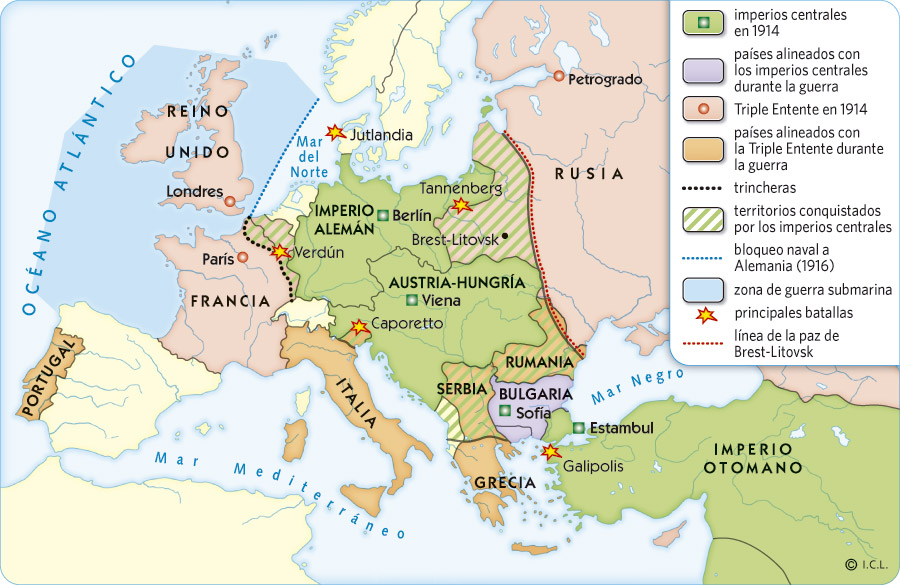 OCÉANO ATLÁNTICO
REINO
UNIDO
Londres
Mar
del
Norte
Jutlandia
Petrogrado
RUSIA
Tannenberg
IMPERIO
ALEMÁN
Berlín
Brest-Litovsk
Verdún
París
FRANCIA
AUSTRIA-HUNGRÍA
Viena
Caporetto
RUMANIA
PORTUGAL
ITALIA
SERBIA
BULGARIA
Sofía
Mar Negro
Estambul
Galipolis
IMPERIO
OTOMANO
GRECIA
Mar Mediterráneo
imperios centrales
en 1914
países alineados con
los imperios centrales
durante la guerra
Triple Entente en 1914
países alineados con
la Triple Entente durante
la guerra
trincheras
territorios conquistados
por los imperios centrales
bloqueo naval a
Alemania (1916)
zona de guerra submarina
principales batallas
línea de la paz de
Brest-Litovsk
© I.C.L.